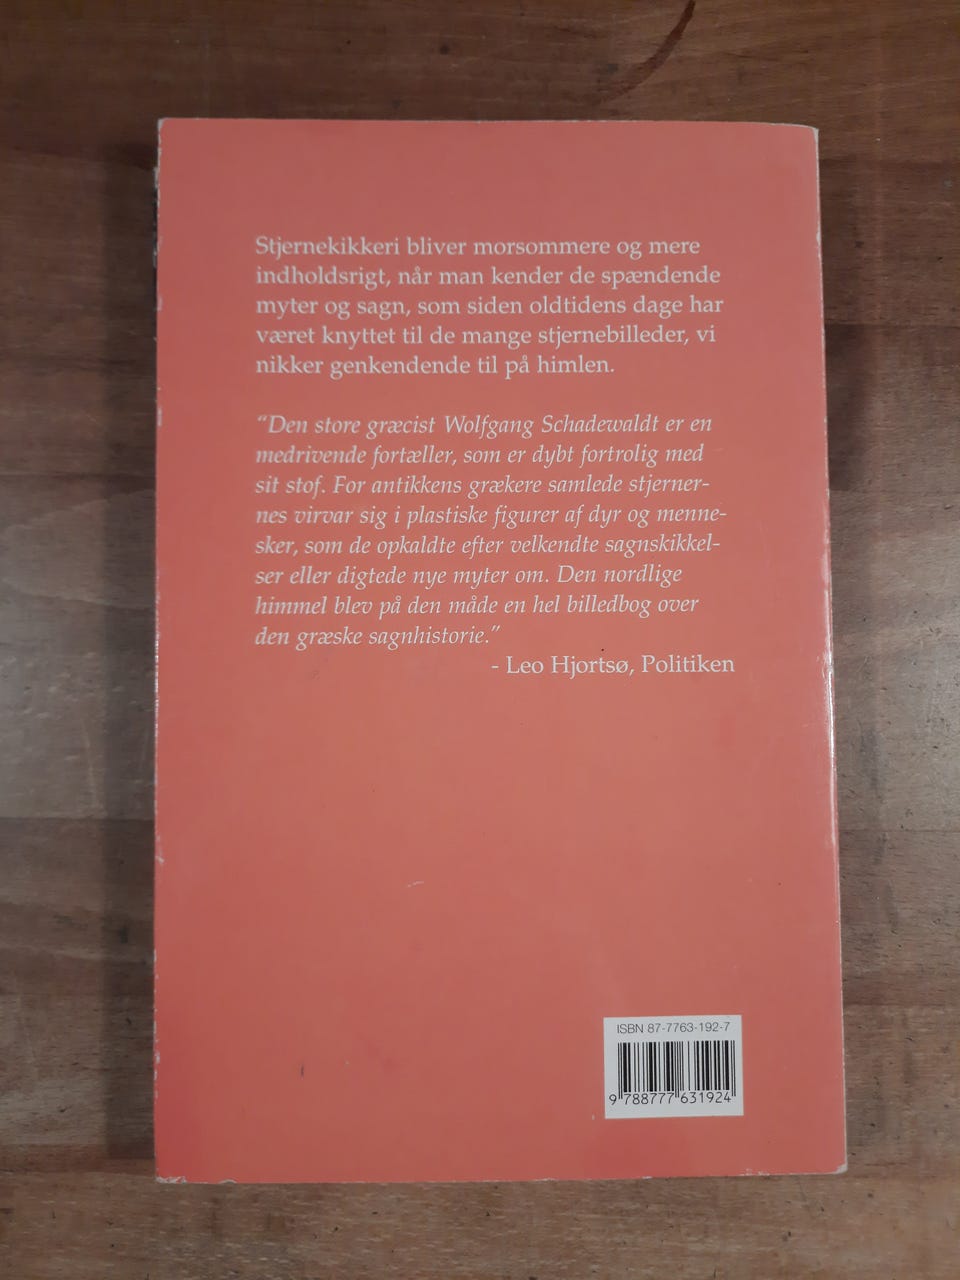 Stjernekikkeri bliver morsommere og mere
indholdsrigt, når man kender de spændende
myter og sagn, som siden oldtidens dage har
været knyttet til de mange stjernebilleder, vi
nikker genkendende til på himlen.
“Den store græcist Wolfgang Schadewaldt er en
medrivende fortæller, som er dybt fortrolig med
sit stof. For antikkens grækere samlede stjerner-
nes virvar sig i plastiske figurer af dyr og menne-
sker, som de opkaldte efter velkendte sagnskikkel-
ser eller digtede nye myter om. Den nordlige
himmel blev på den måde en hel billedbog over
den græske sagnhistorie.”
- Leo Hjortsø, Politiken
ISBN 87-7763-192-7
9 788777 631924